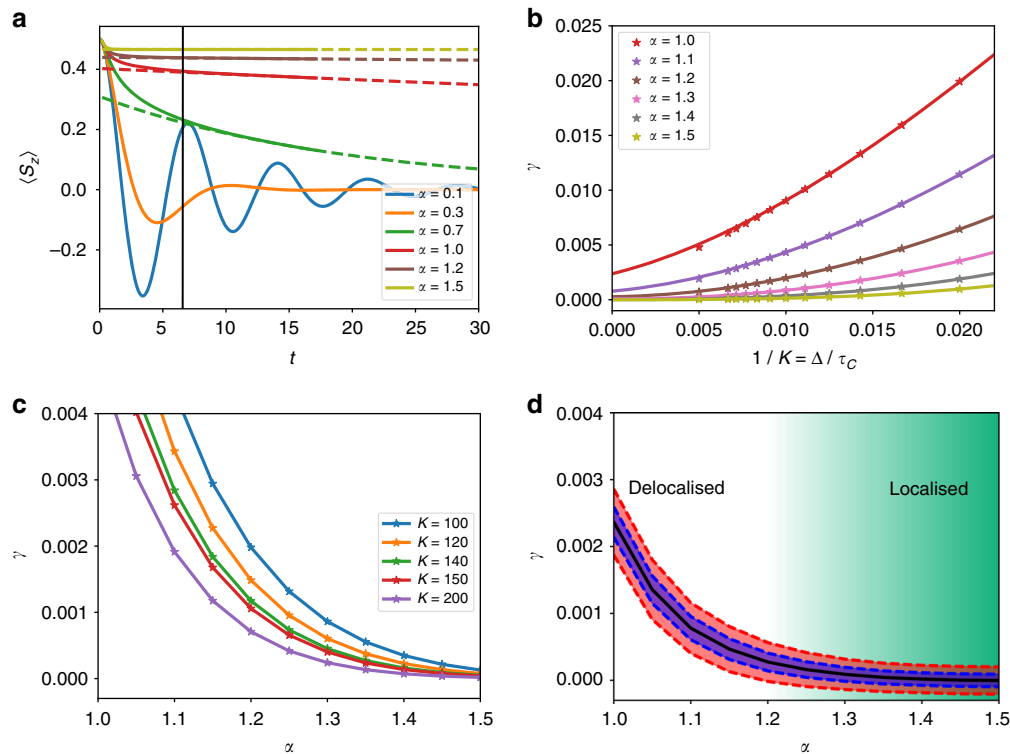 a
⟨S_z⟩
0.4
0.2
0.0
−0.2
α = 0.1
α = 0.3
α = 0.7
α = 1.0
α = 1.2
α = 1.5
0 5 10 15 20 25 30
t
b
γ
0.025
0.020
0.015
0.010
0.005
0.000
α = 1.0
α = 1.1
α = 1.2
α = 1.3
α = 1.4
α = 1.5
0.000 0.005 0.010 0.015 0.020
1 / K = Δ / τ_C
c
γ
0.004
0.003
0.002
0.001
0.000
K = 100
K = 120
K = 140
K = 150
K = 200
1.0 1.1 1.2 1.3 1.4 1.5
α
d
γ
0.004
0.003
0.002
0.001
0.000
Delocalised Localised
1.0 1.1 1.2 1.3 1.4 1.5
α